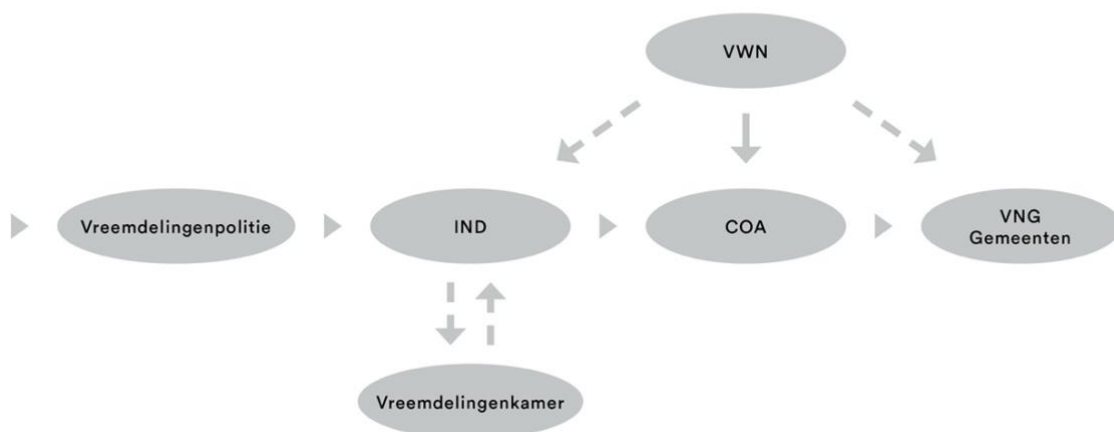 VWN
Vreemdelingenpolitie
IND
COA
VNG
Gemeenten
Vreemdelingenkamer